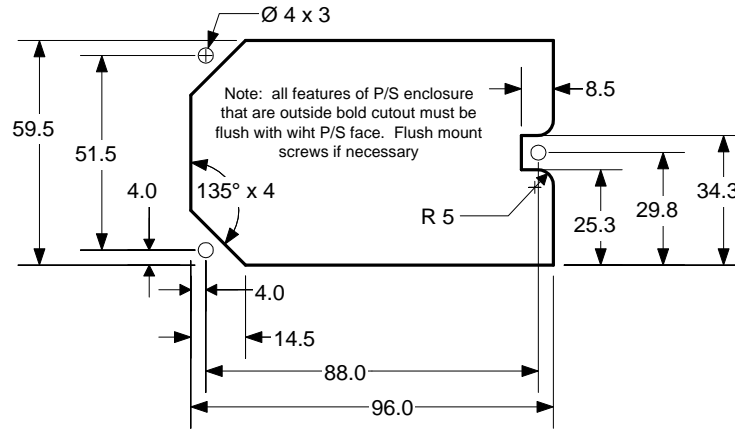 Ø 4 x 3
Note: all features of P/S enclosure
that are outside bold cutout must be
flush with wiht P/S face. Flush mount
screws if necessary
8.5
59.5
51.5
4.0
135° x 4
R 5
34.3
29.8
25.3
4.0
14.5
88.0
96.0